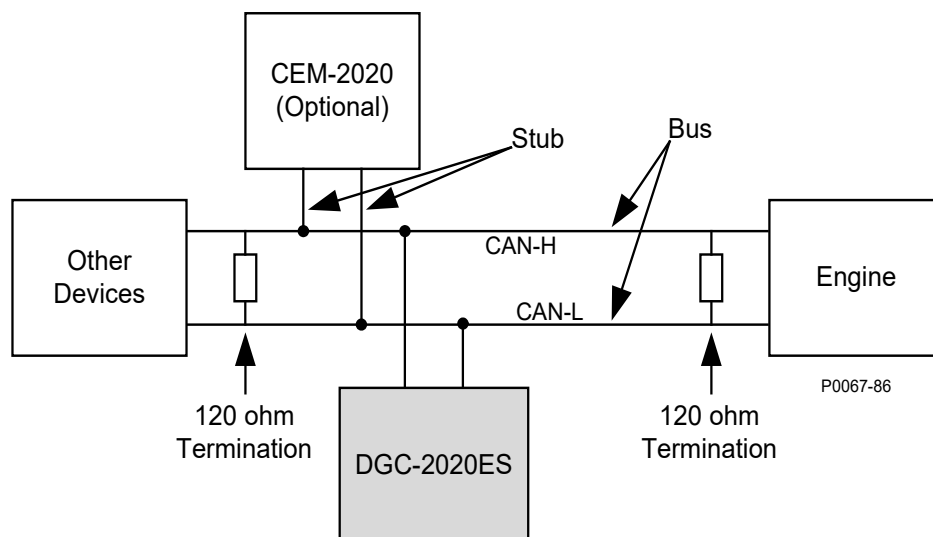 CEM-2020
(Optional)
Stub
Bus
Other
Devices
CAN-H
CAN-L
Engine
P0067-86
120 ohm
Termination
120 ohm
Termination
DGC-2020ES